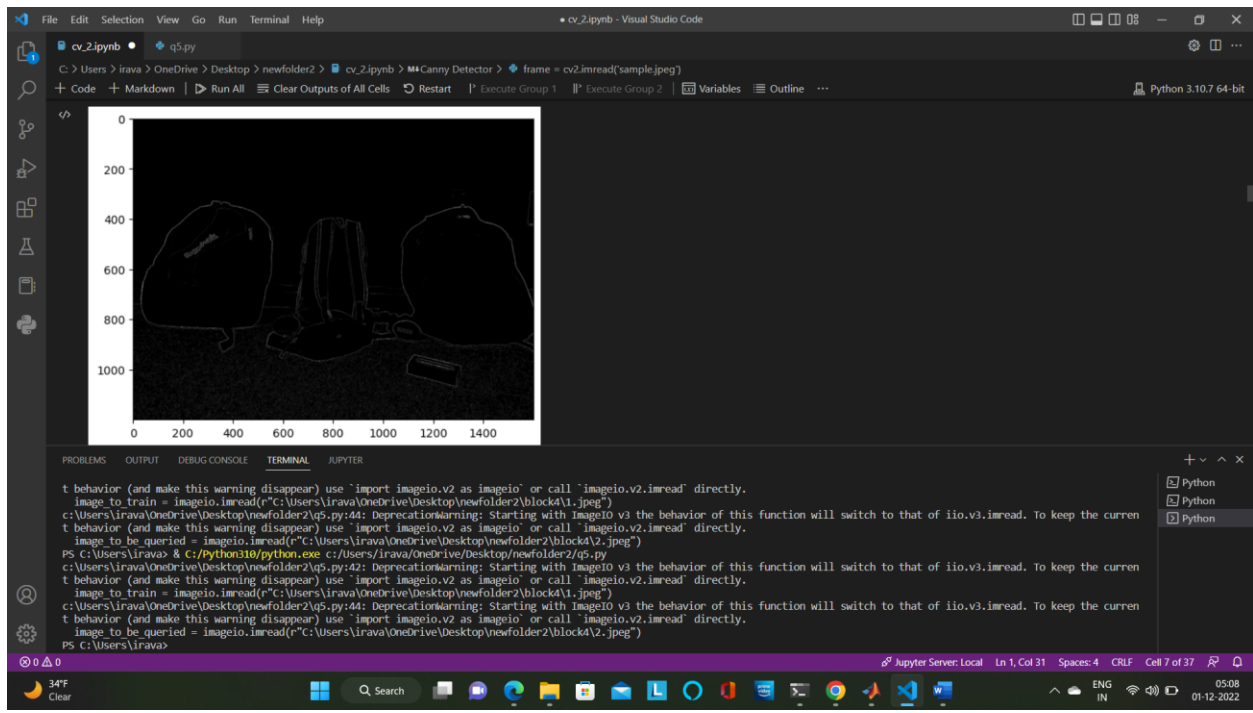 File Edit Selection View Go Run Terminal Help
● cv_2.ipynb - Visual Studio Code
cv_2.ipynb ●
q5.py
C: > Users > irava > OneDrive > Desktop > newfolder2 > cv_2.ipynb > M↓Canny Detector > frame = cv2.imread('sample.jpeg')
+ Code + Markdown | Run All Clear Outputs of All Cells Restart Execute Group 1 Execute Group 2 | Variables Outline ···
Python 3.10.7 64-bit
0
200
400
600
800
1000
0 200 400 600 800 1000 1200 1400
PROBLEMS OUTPUT DEBUG CONSOLE TERMINAL JUPYTER
t behavior (and make this warning disappear) use `import imageio.v2 as imageio` or call `imageio.v2.imread` directly.
image_to_train = imageio.imread(r"C:\Users\irava\OneDrive\Desktop\newfolder2\block4\1.jpeg")
c:\Users\irava\OneDrive\Desktop\newfolder2\q5.py:44: DeprecationWarning: Starting with ImageIO v3 the behavior of this function will switch to that of iio.v3.imread. To keep the curren
t behavior (and make this warning disappear) use `import imageio.v2 as imageio` or call `imageio.v2.imread` directly.
image_to_be_queried = imageio.imread(r"C:\Users\irava\OneDrive\Desktop\newfolder2\block4\2.jpeg")
PS C:\Users\irava> & C:/Python310/python.exe c:/Users/irava/OneDrive/Desktop/newfolder2/q5.py
c:\Users\irava\OneDrive\Desktop\newfolder2\q5.py:42: DeprecationWarning: Starting with ImageIO v3 the behavior of this function will switch to that of iio.v3.imread. To keep the curren
t behavior (and make this warning disappear) use `import imageio.v2 as imageio` or call `imageio.v2.imread` directly.
image_to_train = imageio.imread(r"C:\Users\irava\OneDrive\Desktop\newfolder2\block4\1.jpeg")
c:\Users\irava\OneDrive\Desktop\newfolder2\q5.py:44: DeprecationWarning: Starting with ImageIO v3 the behavior of this function will switch to that of iio.v3.imread. To keep the curren
t behavior (and make this warning disappear) use `import imageio.v2 as imageio` or call `imageio.v2.imread` directly.
image_to_be_queried = imageio.imread(r"C:\Users\irava\OneDrive\Desktop\newfolder2\block4\2.jpeg")
PS C:\Users\irava>
Python
Python
Python
0 0
Jupyter Server: Local Ln 1, Col 31 Spaces: 4 CRLF Cell 7 of 37
34°F
Clear
Search
ENG
IN
05:08
01-12-2022